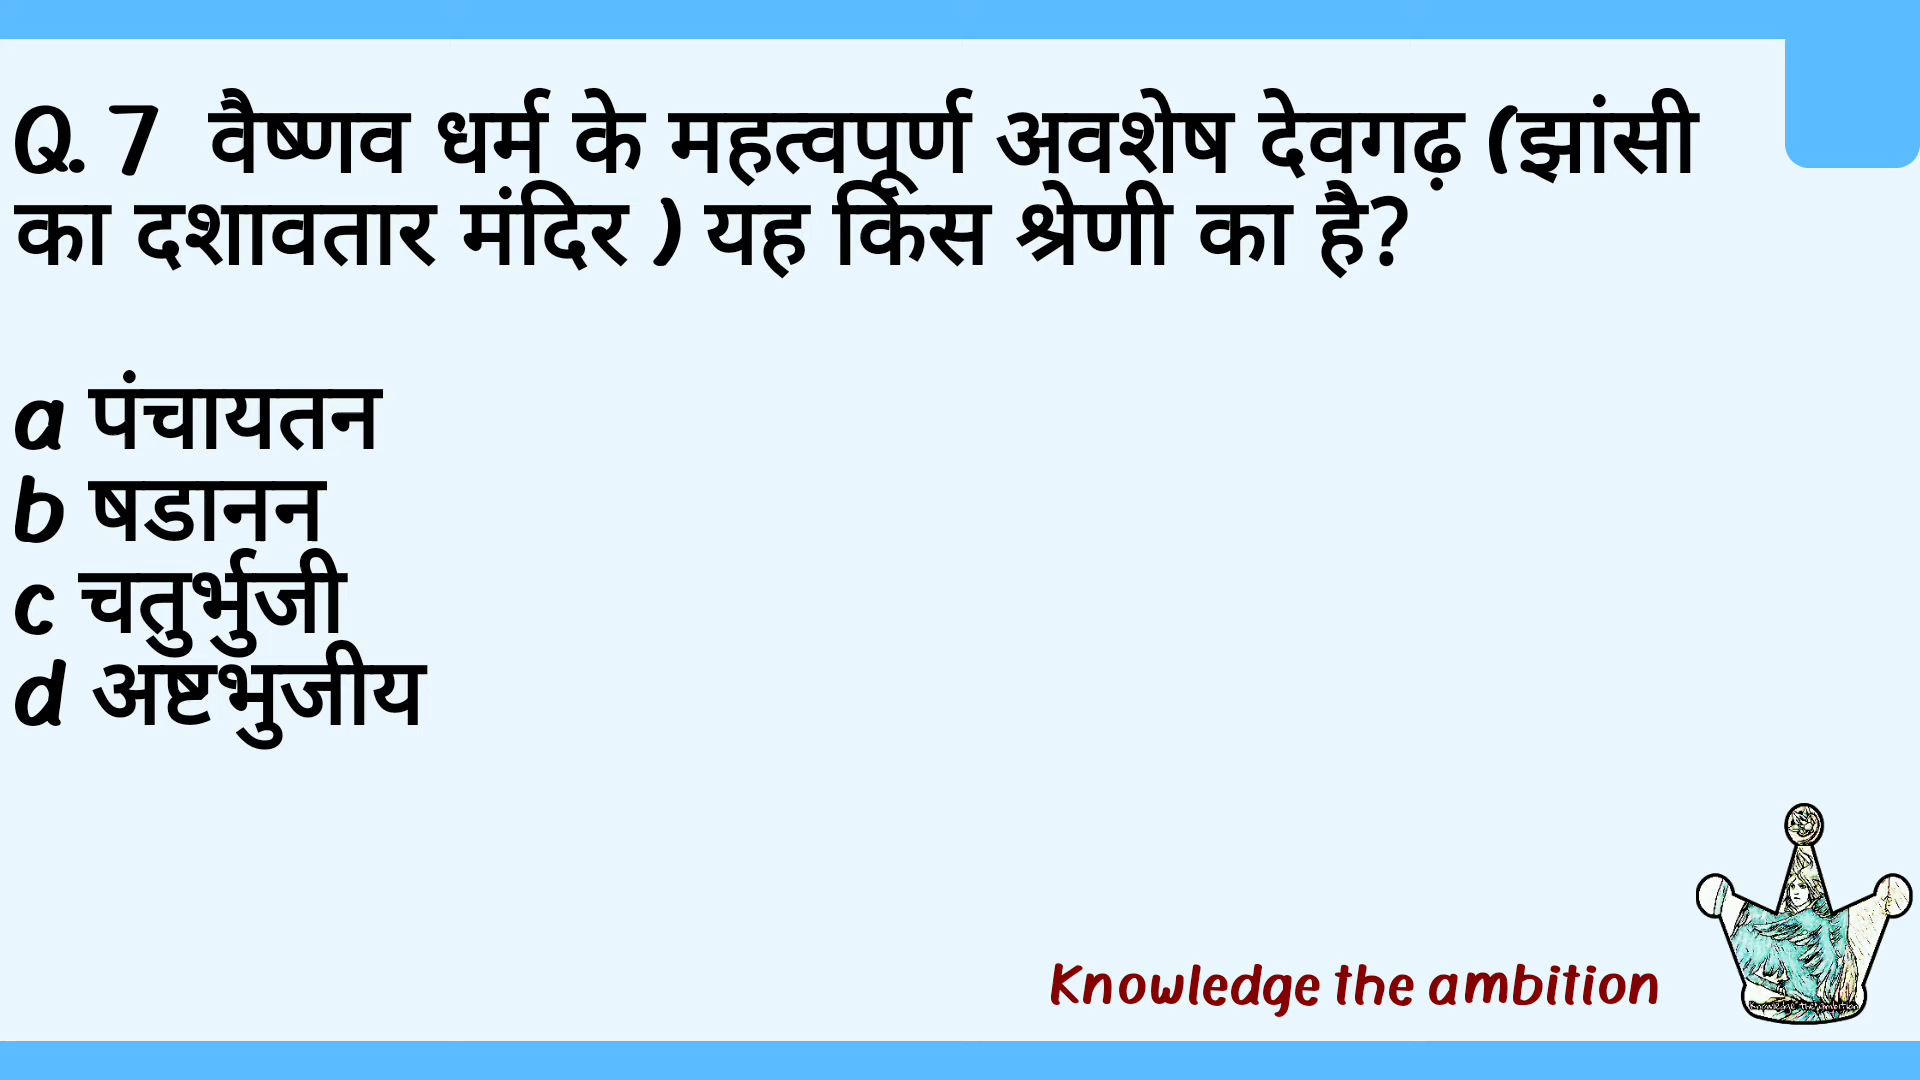 Q. 7 वैष्णव धर्म के महत्वपूर्ण अवशेष देवगढ़ (झांसी
का दशावतार मंदिर ) यह किस श्रेणी का है?
a पंचायतन
b षडानन
c चतुर्भुजी
d अष्टभुजीय
Knowledge the ambition